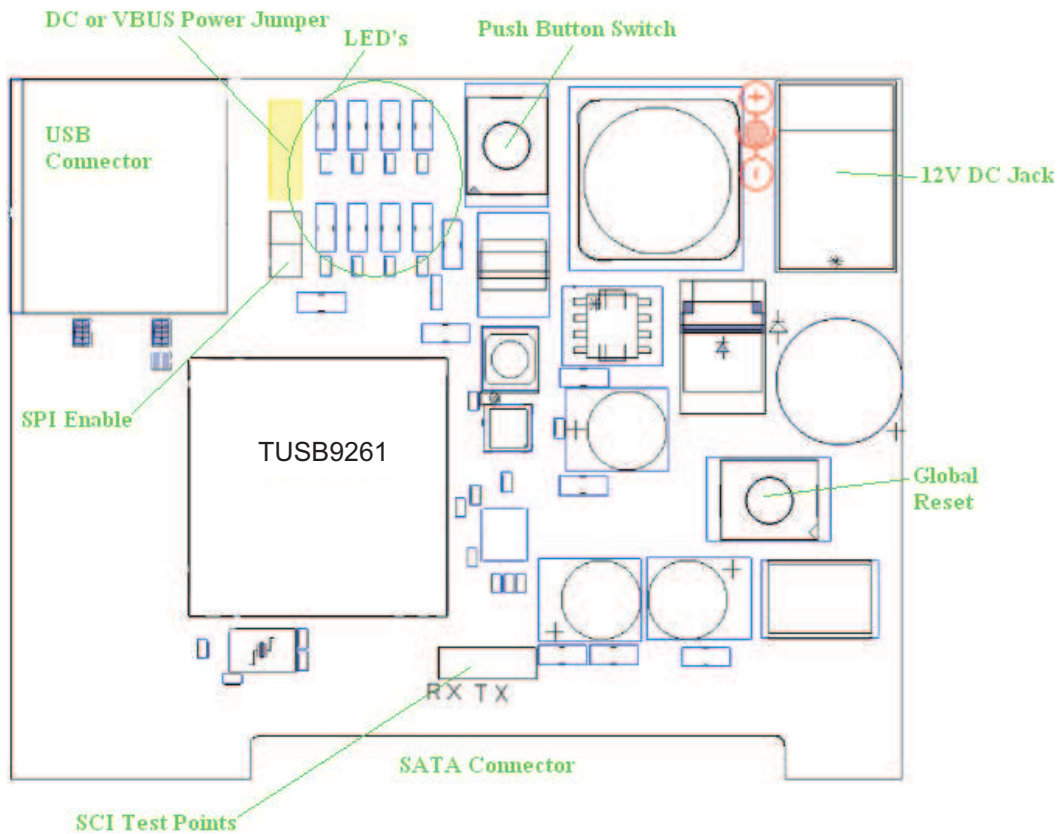 DC or VBUS Power Jumper
LED's
Push Button Switch
USB
Connector
12V DC Jack
SPI Enable
TUSB9261
Global
Reset
RX TX
SATA Connector
SCI Test Points